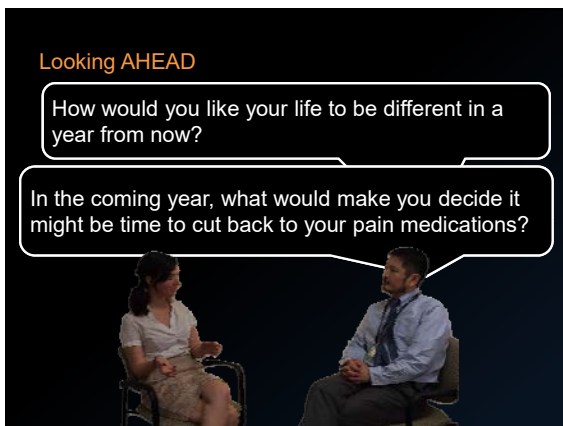 Looking AHEAD
How would you like your life to be different in a
year from now?
In the coming year, what would make you decide it
might be time to cut back to your pain medications?